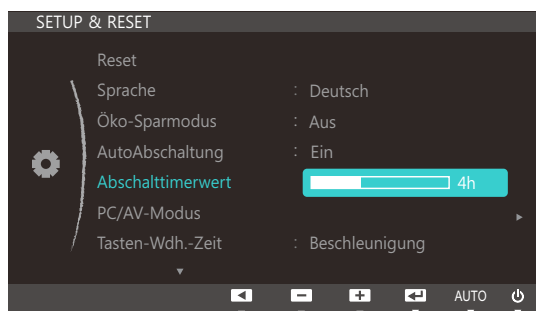 SETUP & RESET
Reset
Sprache : Deutsch
Öko-Sparmodus : Aus
AutoAbschaltung : Ein
Abschalttimerwert 4h
PC/AV-Modus
Tasten-Wdh.-Zeit : Beschleunigung
AUTO